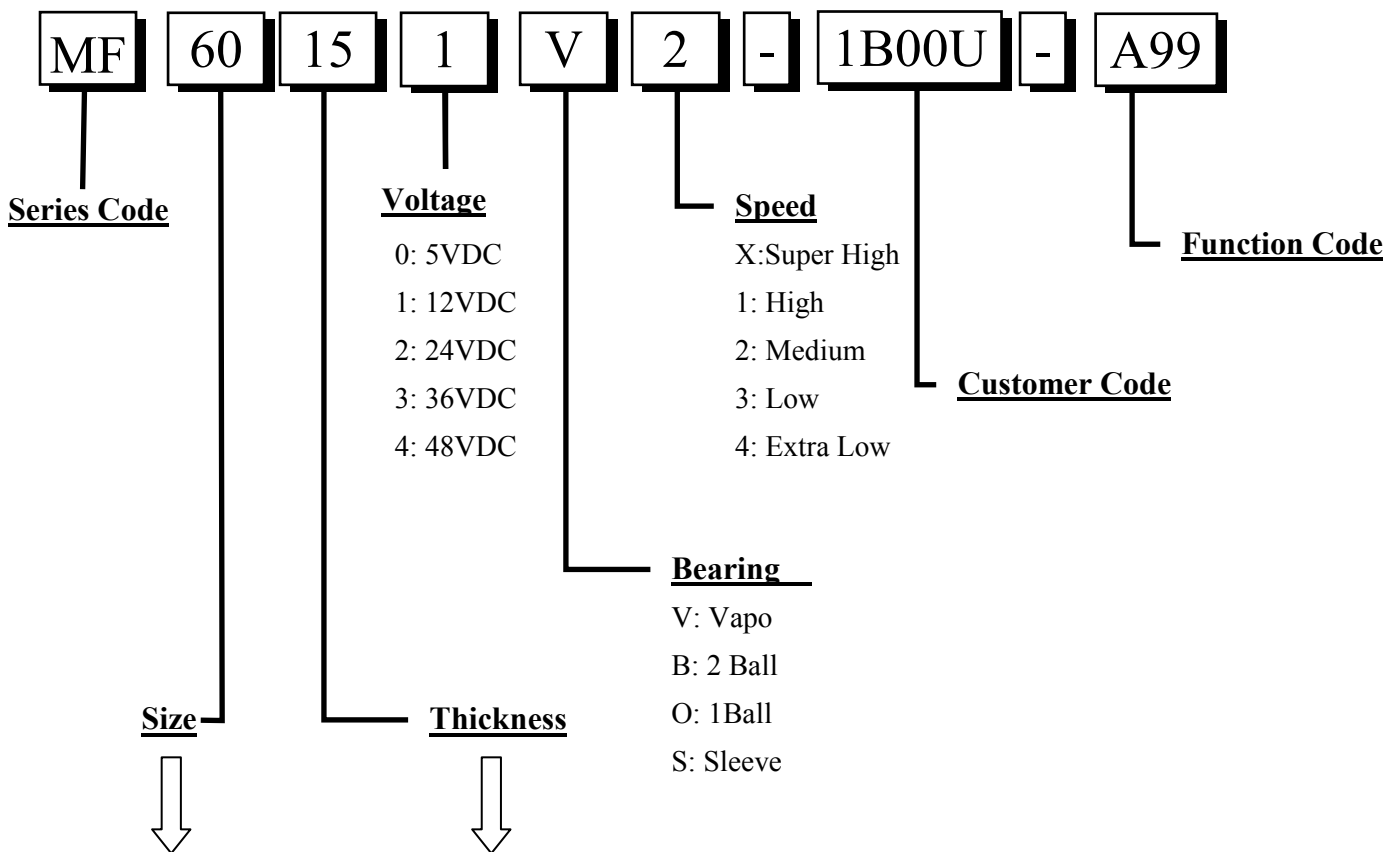 MF 60 15 1 V 2 - 1B00U - A99
Series Code
Voltage
0: 5VDC
1: 12VDC
2: 24VDC
3: 36VDC
4: 48VDC
Speed
X:Super High
1: High
2: Medium
3: Low
4: Extra Low
Function Code
Customer Code
Bearing
V: Vapo
B: 2 Ball
O: 1Ball
S: Sleeve
Size
Thickness